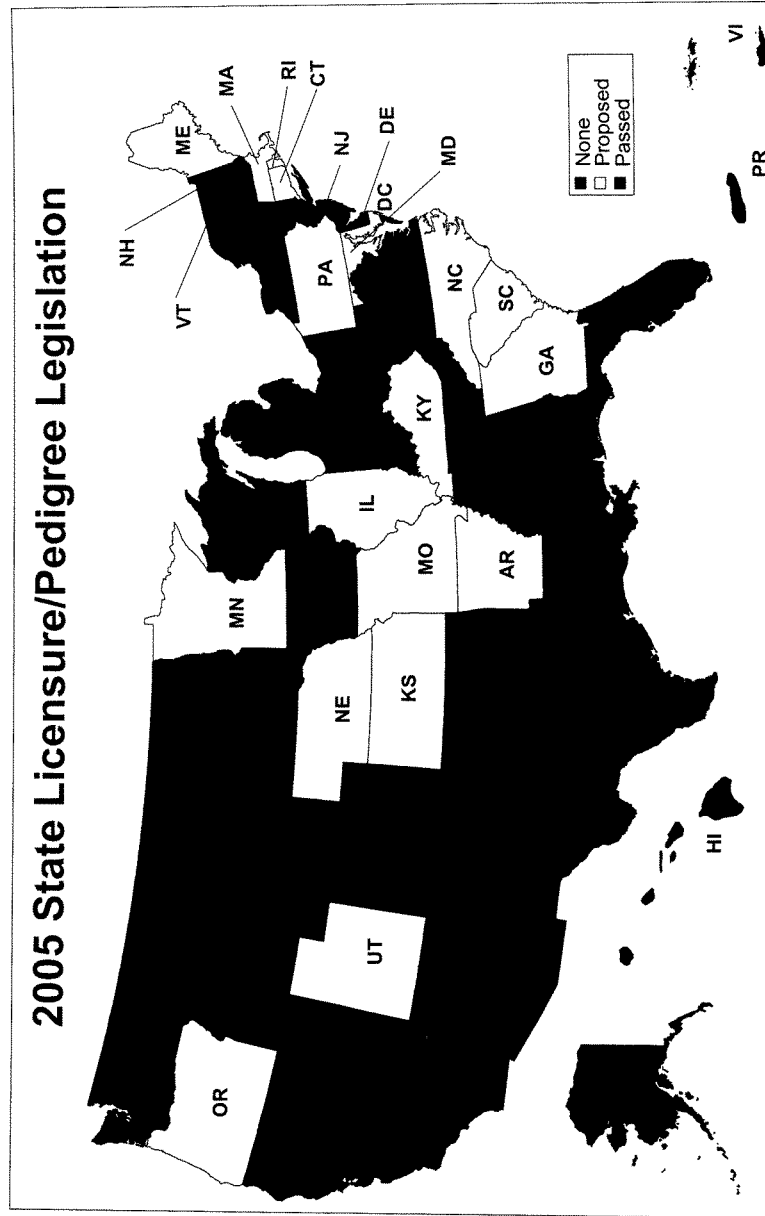 2005 State Licensure/Pedigree Legislation
NH
VT
ME
MA
RI
CT
NJ
DE
DC
MD
PA
OR
UT
NE
KS
MN
IL
MO
AR
KY
NC
SC
GA
None
Proposed
Passed
HI
PR
VI